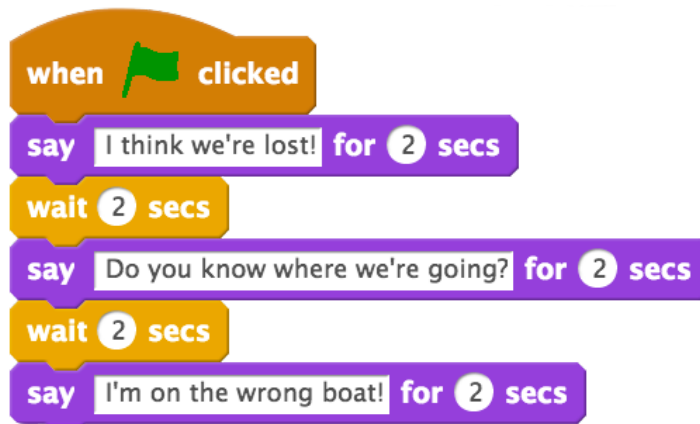 when clicked
say I think we're lost! for 2 secs
wait 2 secs
say Do you know where we're going? for 2 secs
wait 2 secs
say I'm on the wrong boat! for 2 secs